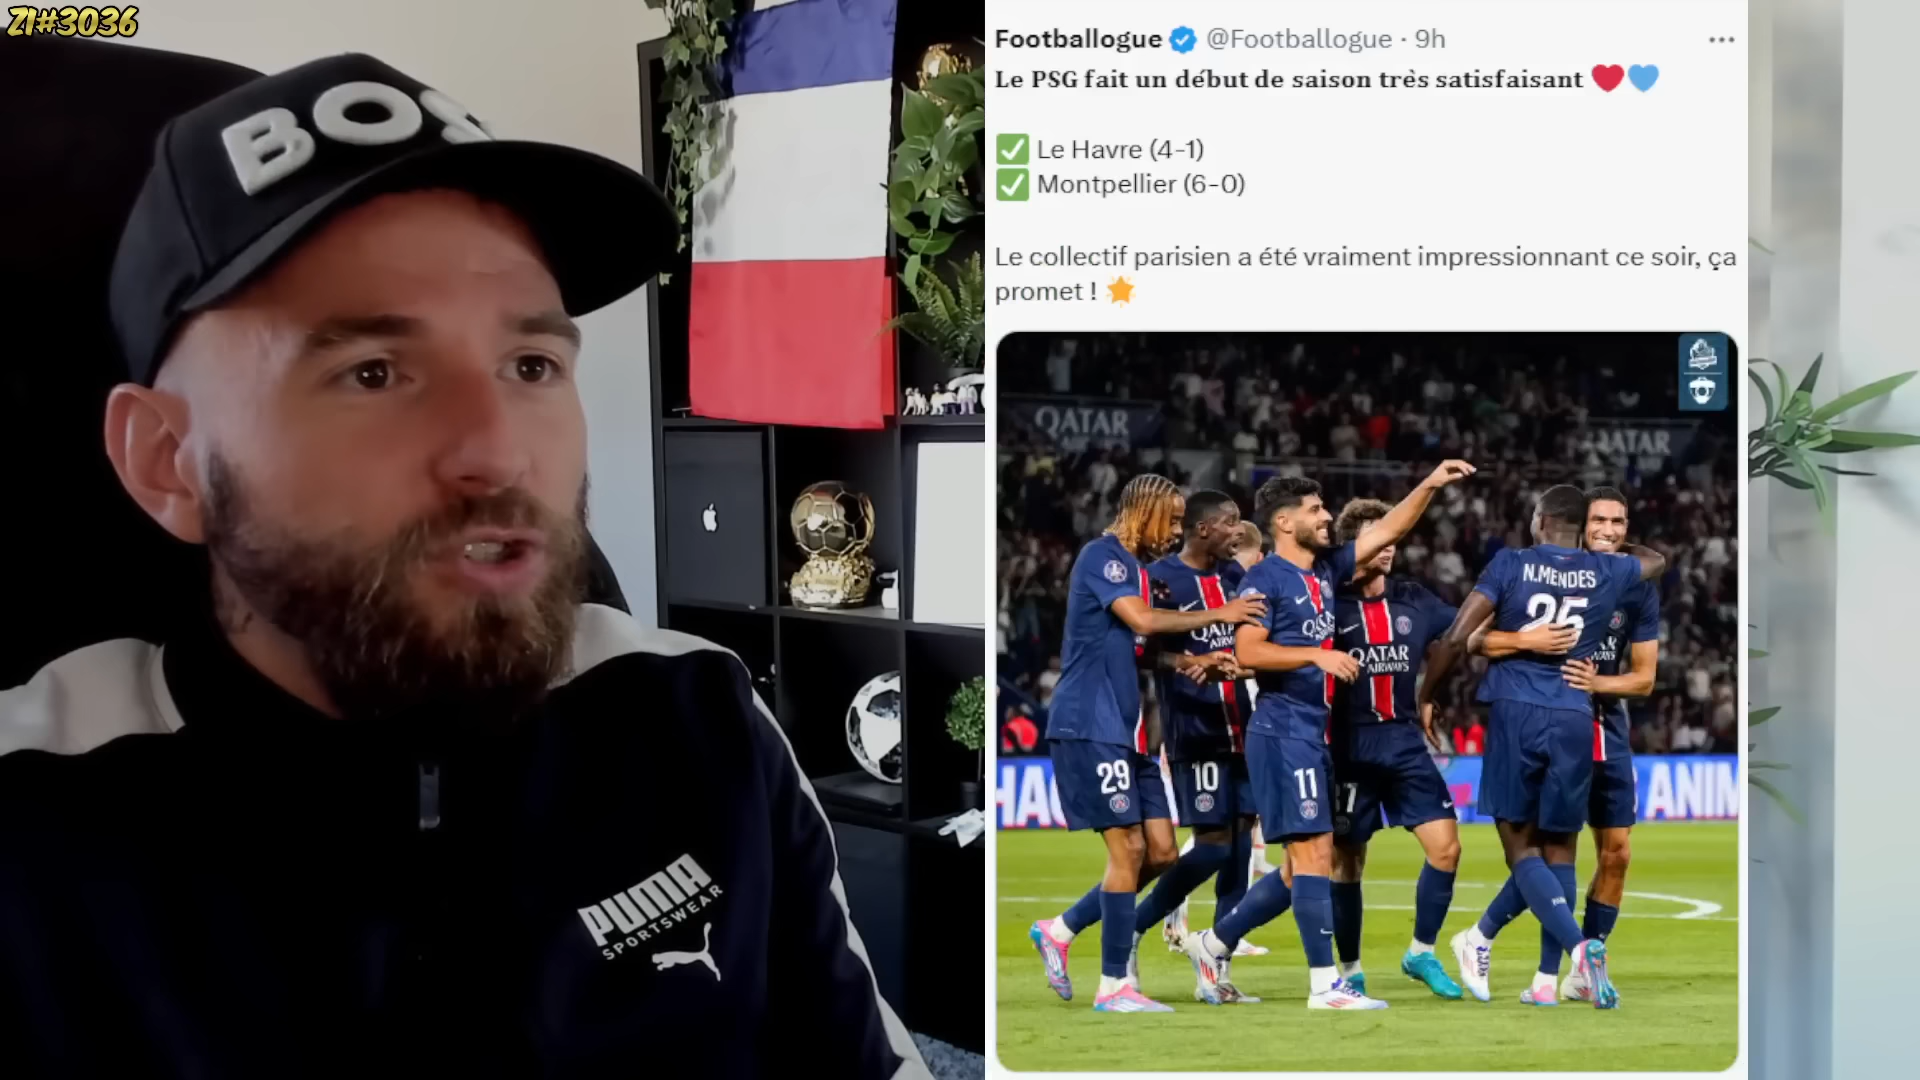 ZI#3036
BOS
PUMA
SPORTSWEAR
Footballogue @Footballogue · 9h
Le PSG fait un début de saison très satisfaisant ❤️🩵
✅ Le Havre (4-1)
✅ Montpellier (6-0)
Le collectif parisien a été vraiment impressionnant ce soir, ça
promet ! 🌟
QATAR
QATAR
N.MENDES
25
QATAR
AIRWAYS
29
10
11
ANIM